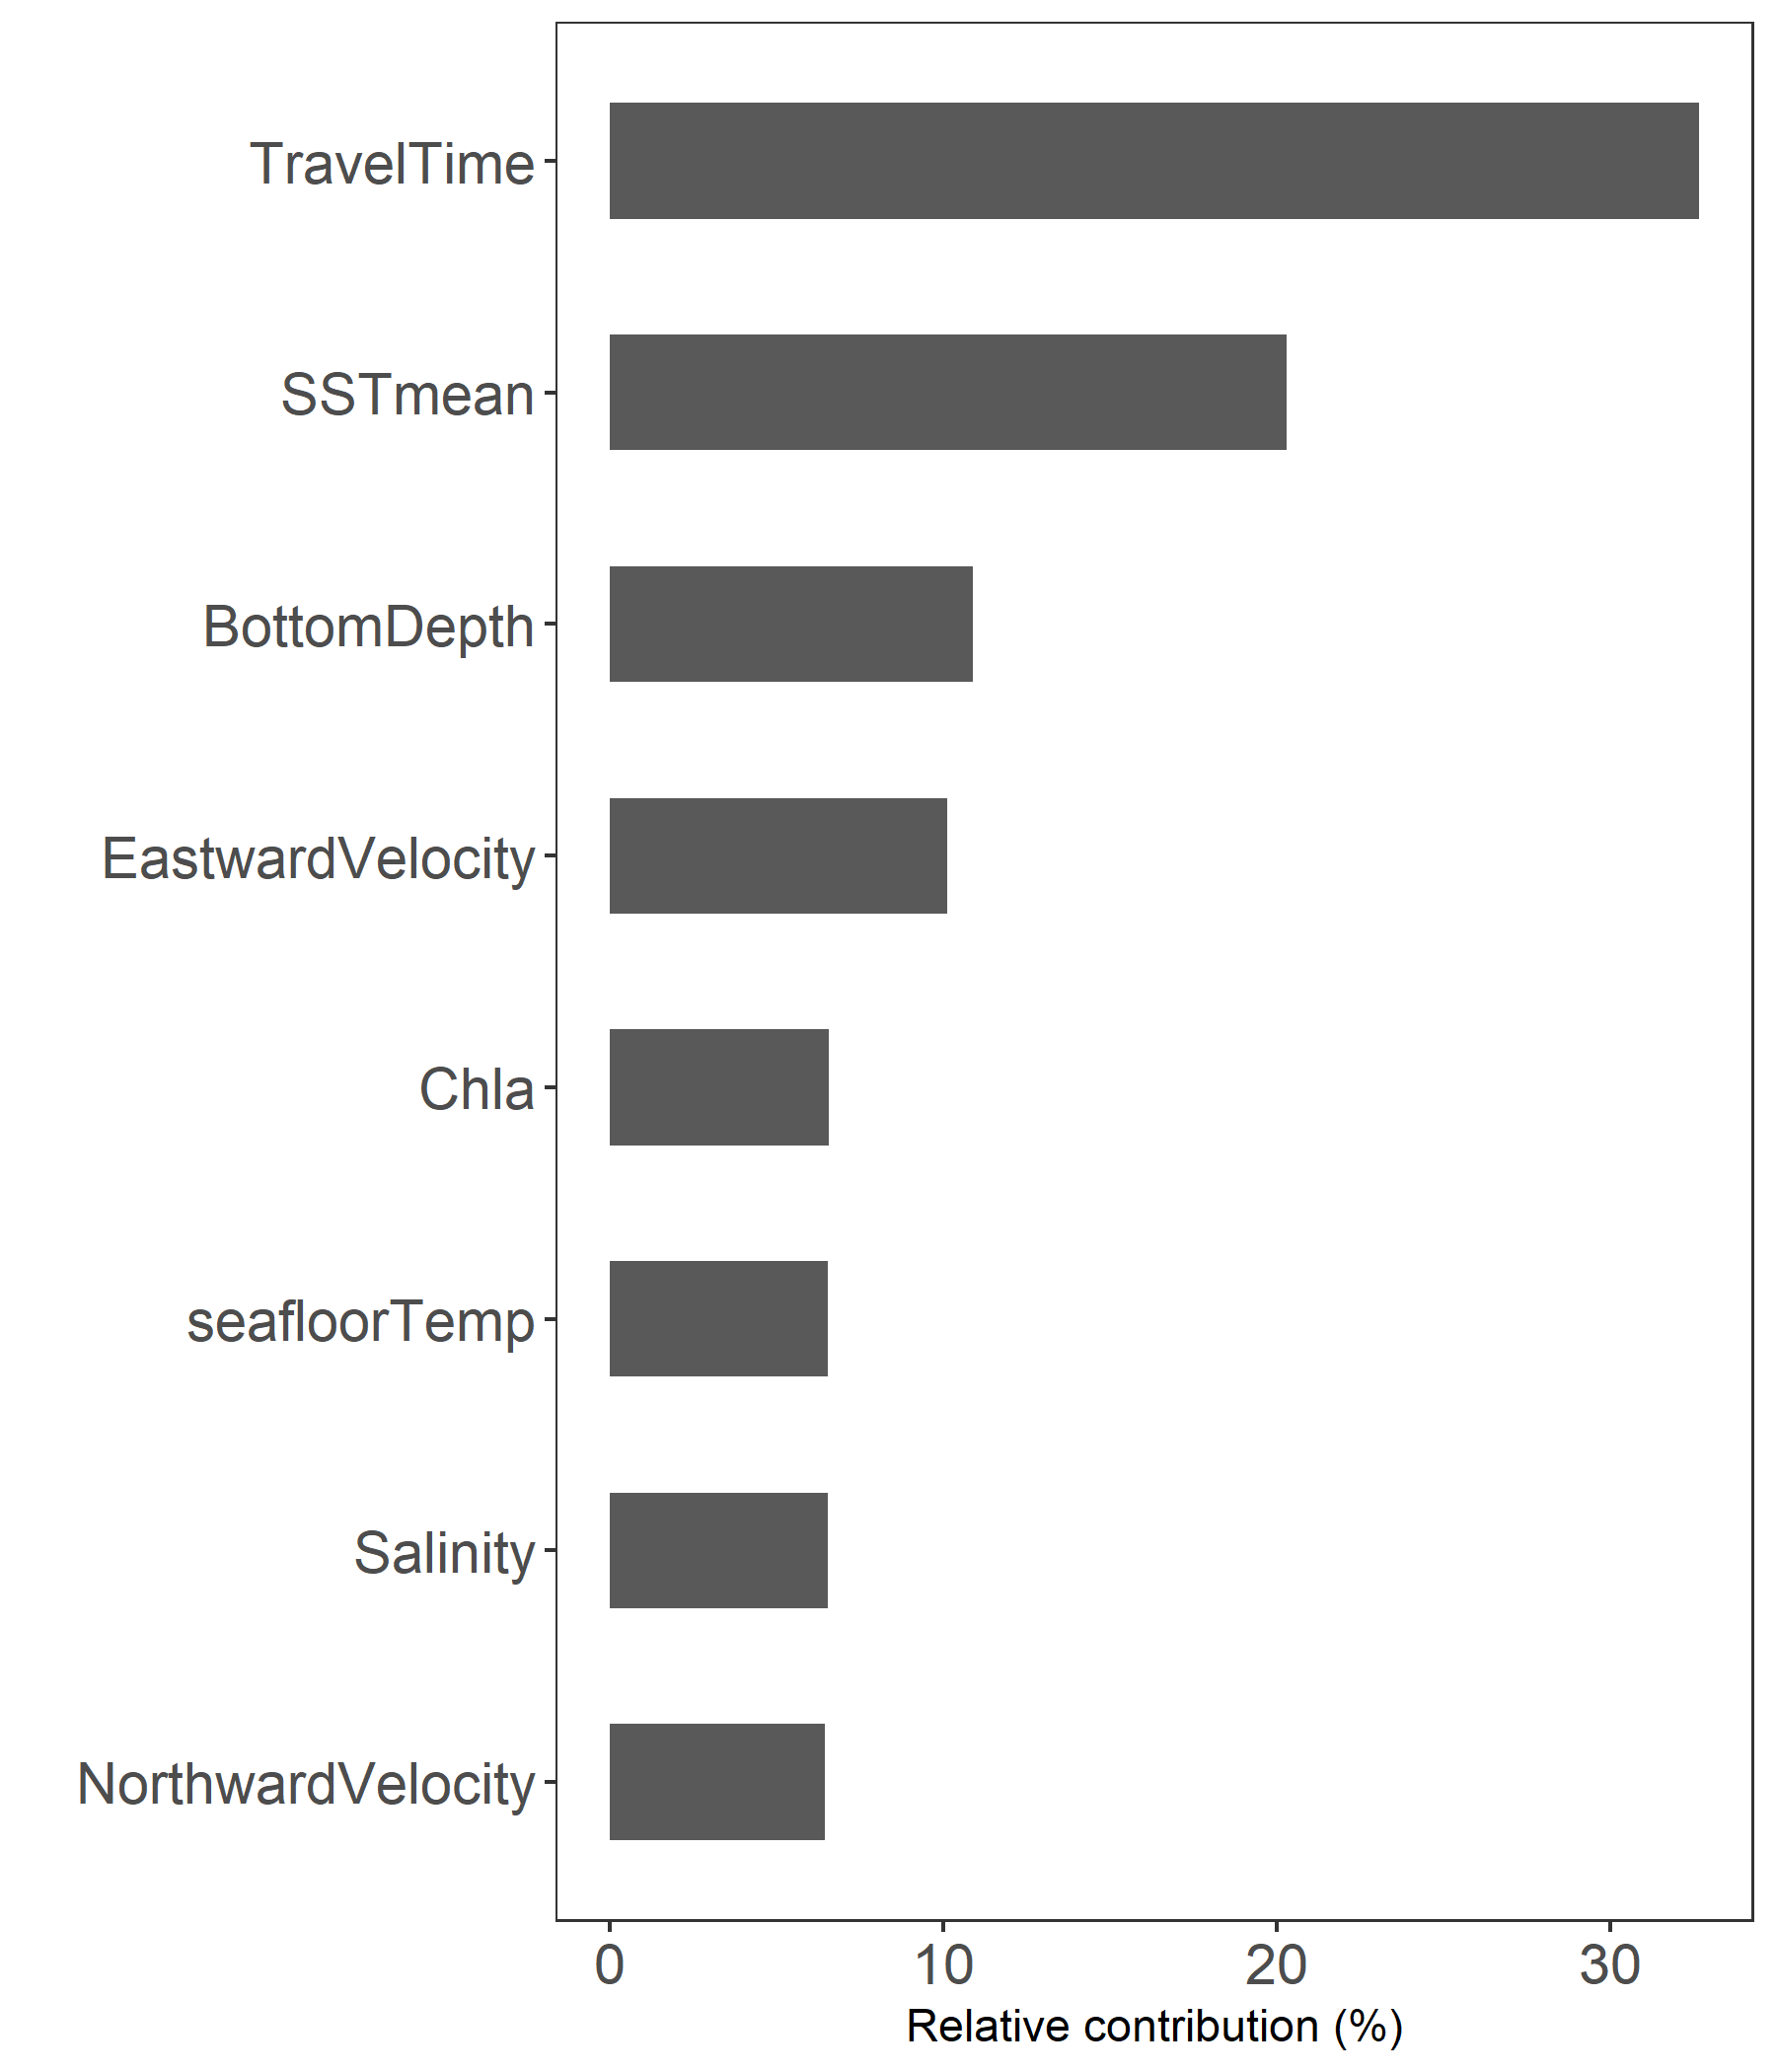 TravelTime
SSTmean
BottomDepth
EastwardVelocity
Chla
seafloorTemp
Salinity
NorthwardVelocity
0 10 20 30
Relative contribution (%)